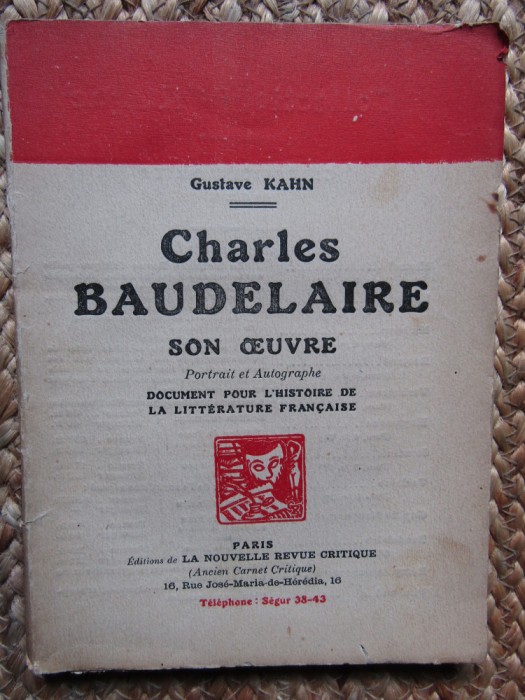 Gustave KAHN
Charles
BAUDELAIRE
SON ŒUVRE
Portrait et Autographe
DOCUMENT POUR L'HISTOIRE DE
LA LITTÉRATURE FRANÇAISE
PARIS
Éditions de LA NOUVELLE REVUE CRITIQUE
(Ancien Carnet Critique)
16, Rue José-Maria-de-Hérédia, 16
Téléphone : Ségur 38-43